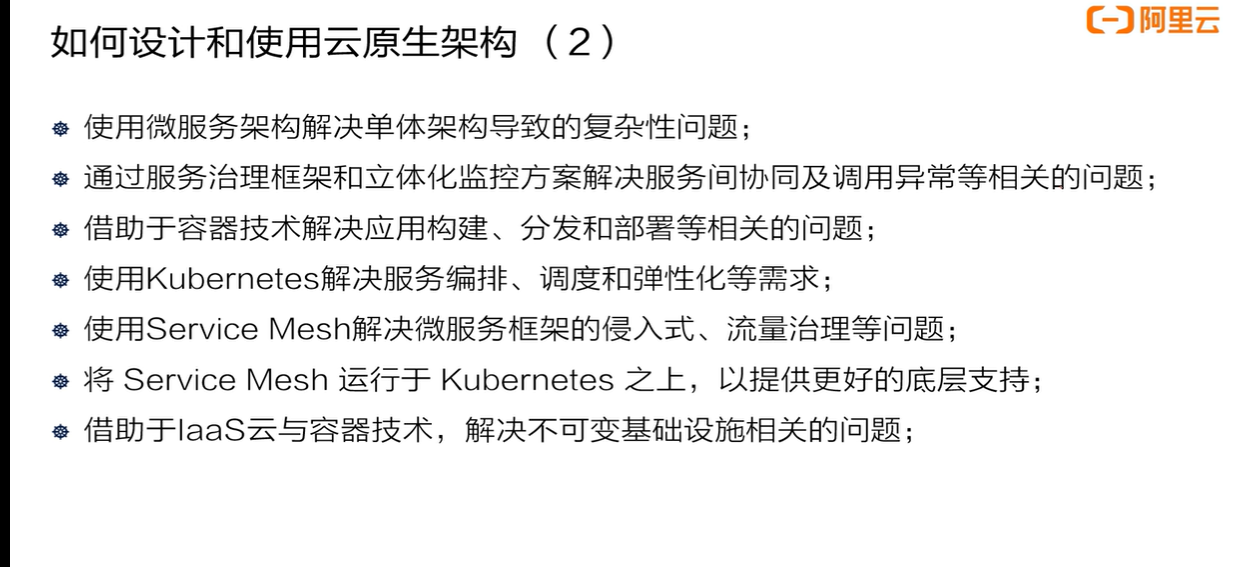 阿里云
如何设计和使用云原生架构 （2）
使用微服务架构解决单体架构导致的复杂性问题；
通过服务治理框架和立体化监控方案解决服务间协同及调用异常等相关的问题；
借助于容器技术解决应用构建、分发和部署等相关的问题；
使用Kubernetes解决服务编排、调度和弹性化等需求；
使用Service Mesh解决微服务框架的侵入式、流量治理等问题；
将 Service Mesh 运行于 Kubernetes 之上，以提供更好的底层支持；
借助于IaaS云与容器技术，解决不可变基础设施相关的问题；